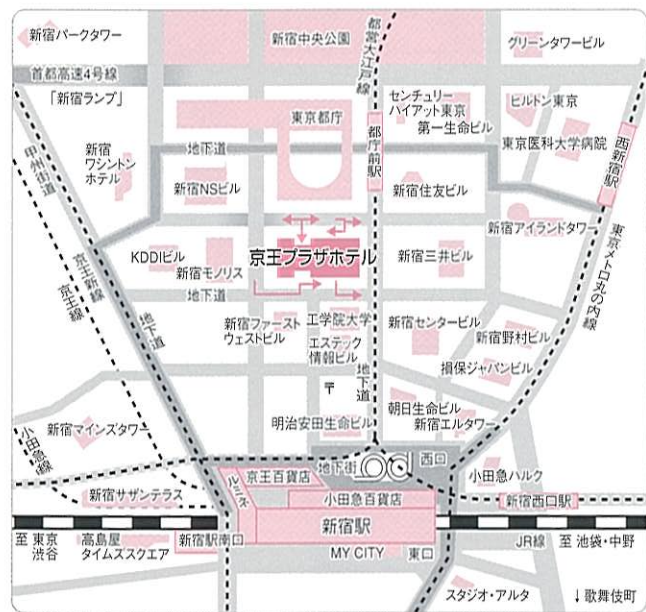 新宿パークタワー
新宿中央公園
都営大江戸線
グリーンタワービル
首都高速4号線
「新宿ランプ」
東京都庁
センチュリー
ハイアット東京
第一生命ビル
ヒルトン東京
東京医科大学病院
西新宿駅
甲州街道
新宿
ワシントン
ホテル
地下道
都庁前駅
新宿NSビル
新宿住友ビル
新宿アイランドタワー
KDDIビル
新宿モノリス
京王プラザホテル
新宿三井ビル
東京メトロ丸の内線
京王新線
京王線
地下道
地下道
新宿ファースト
ウェストビル
工学院大学
エステック
情報ビル
地下道
新宿センタービル
新宿野村ビル
損保ジャパンビル
〒
新宿マインズタワー
明治安田生命ビル
朝日生命ビル
新宿エルタワー
小田急線
ルミネ
京王百貨店
地下街
西口
小田急ハルク
新宿サザンテラス
小田急百貨店
新宿西口駅
新宿駅
至 東京
渋谷
高島屋
タイムズスクエア
新宿駅南口
MY CITY
東口
JR線
至 池袋・中野
スタジオ・アルタ
↓歌舞伎町